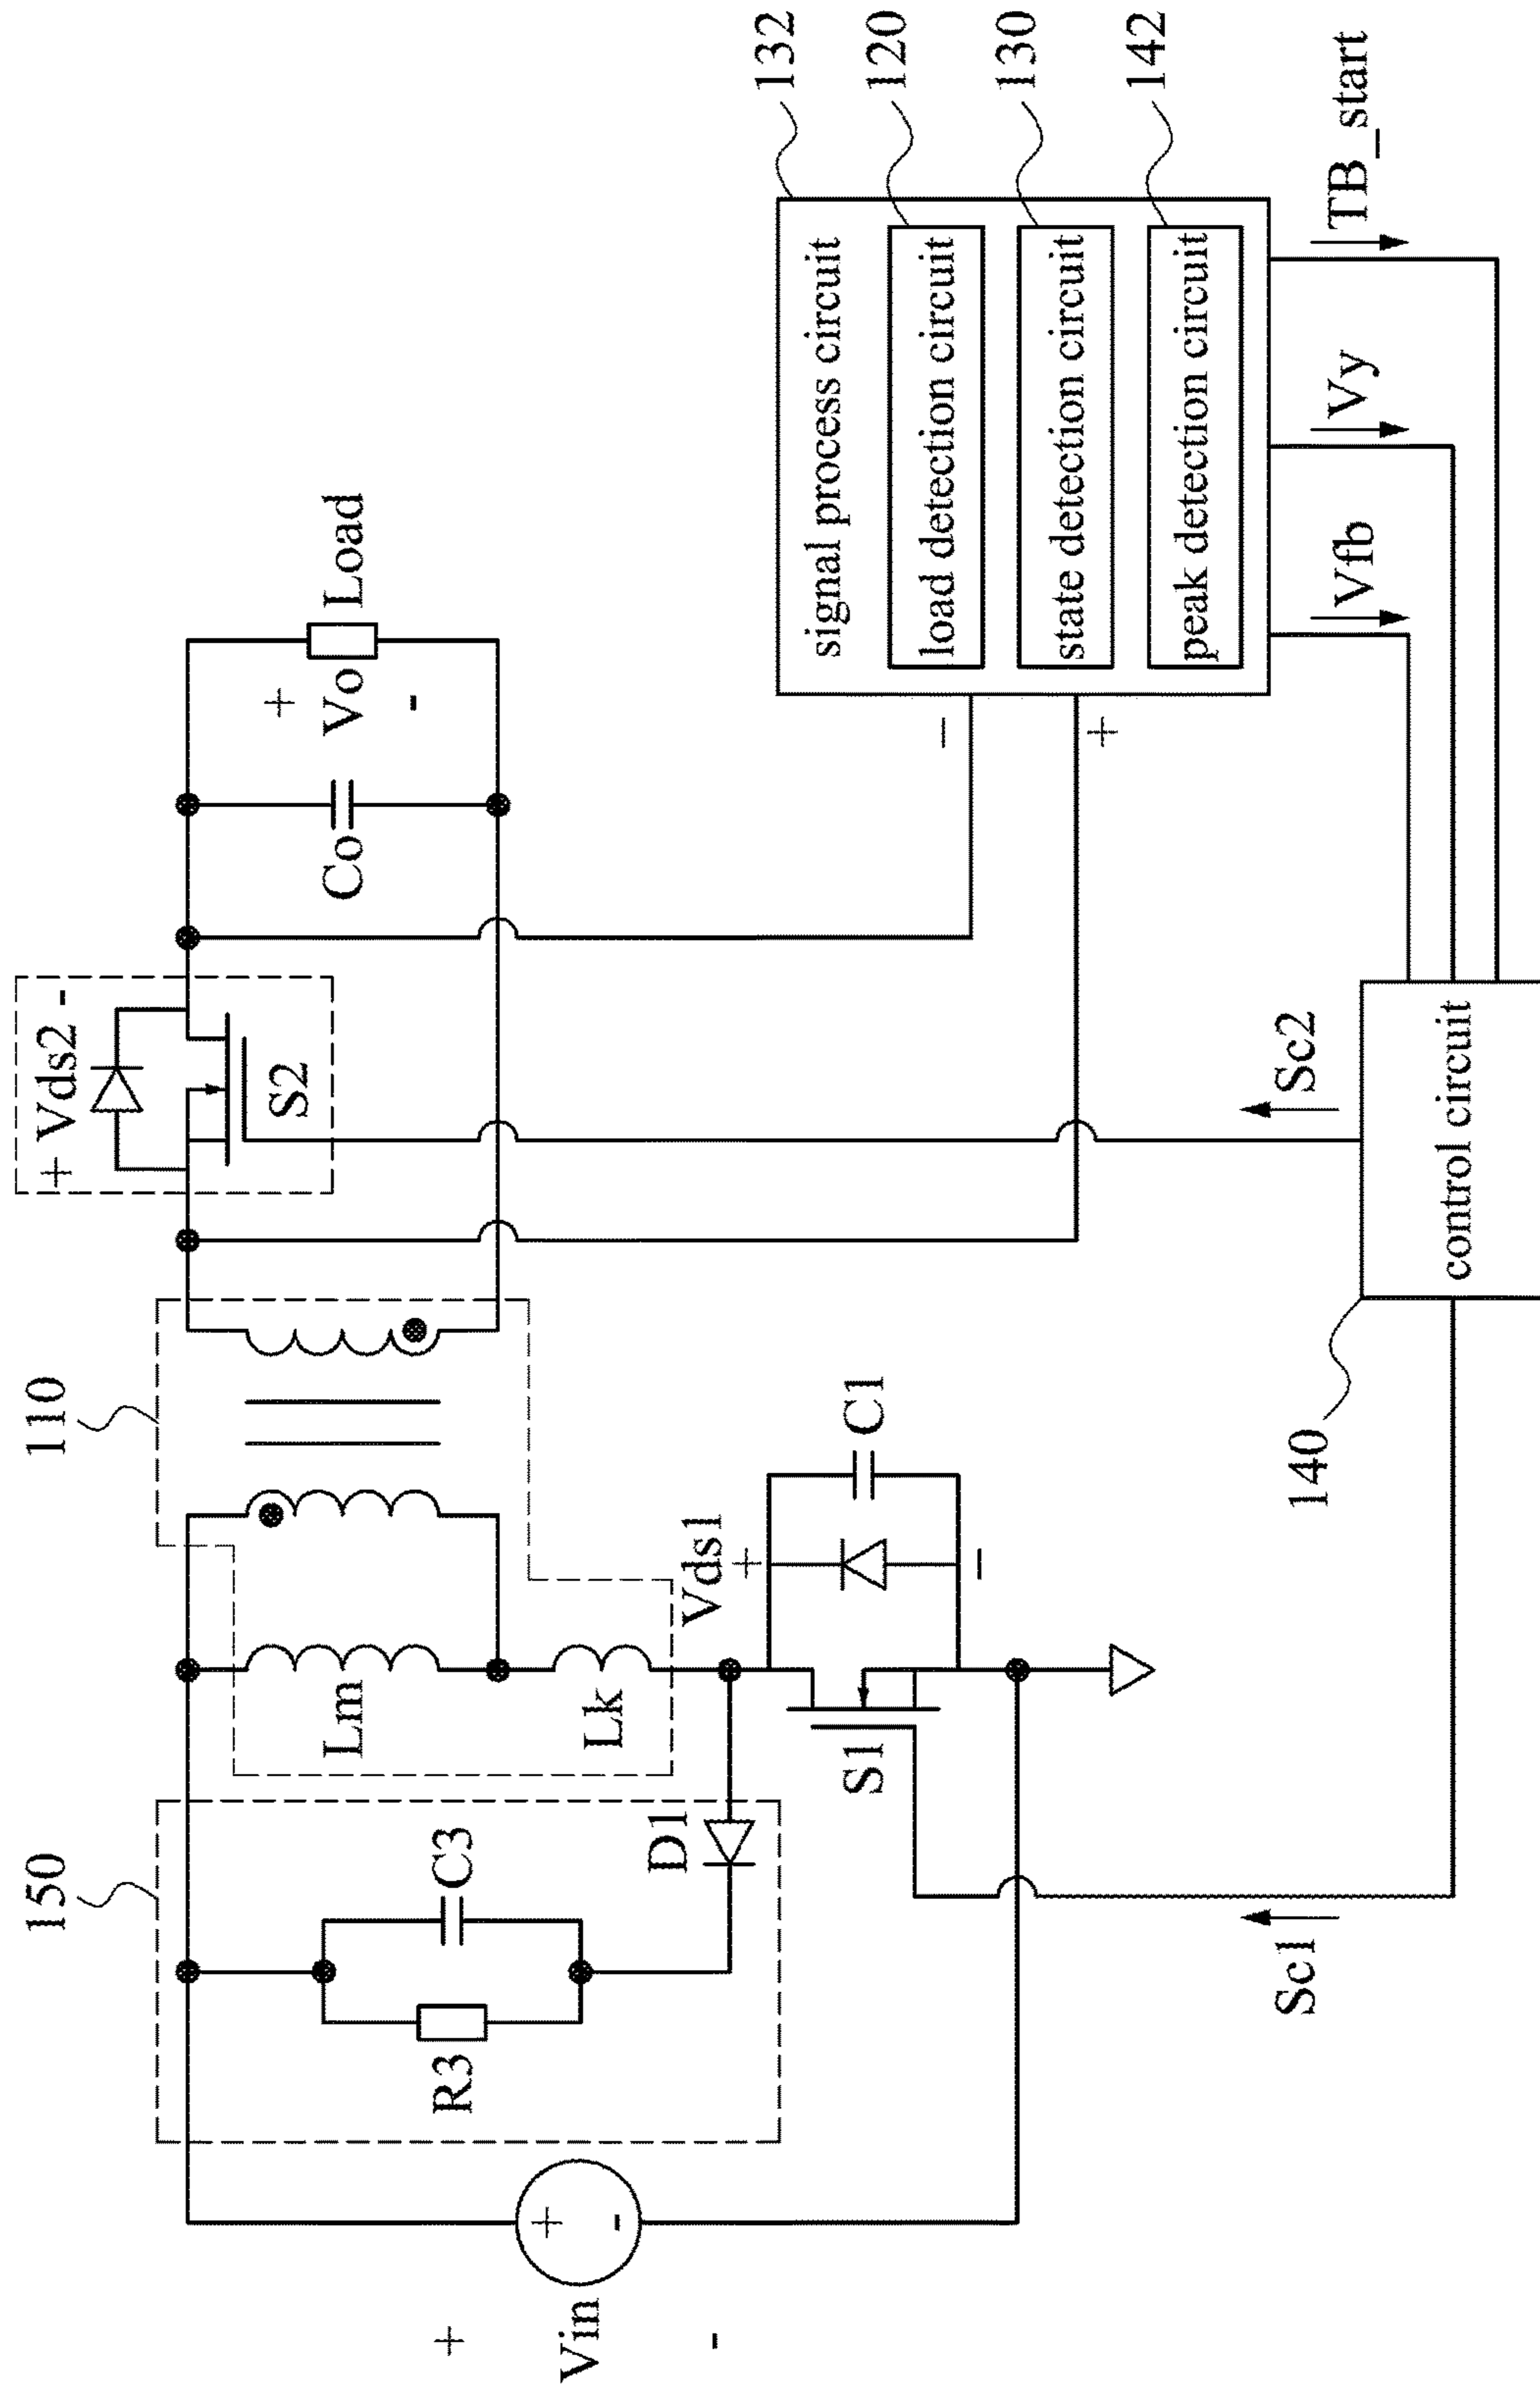 110
150
+ Vds2 -
S2
Co
+
Vo
-
Load
Lm
Lk
C3
R3
D1
+
Vin
-
+
-
Vds1
+
-
C1
S1
Sc1
Sc2
140
control circuit
-
+
signal process circuit
load detection circuit
state detection circuit
peak detection circuit
132
120
130
142
Vfb
Vy
TB_start